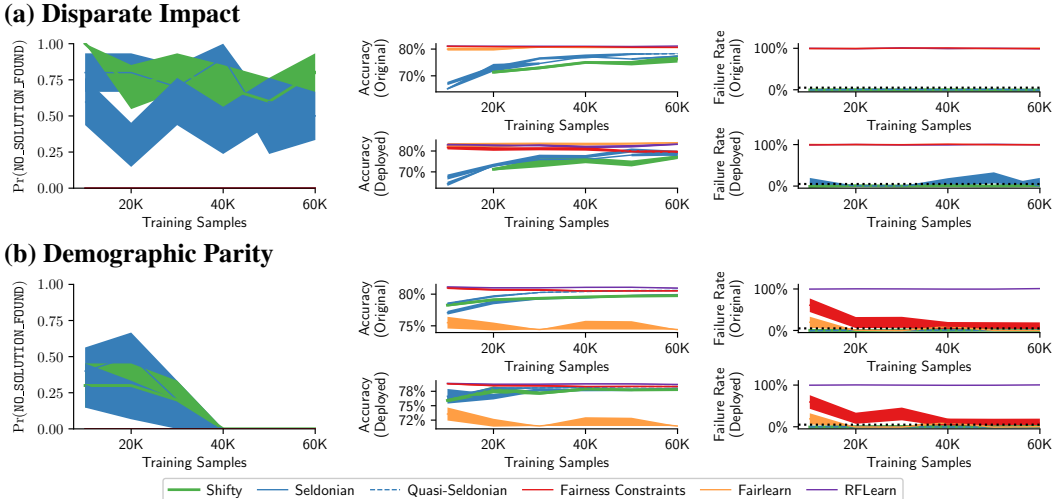 (a) Disparate Impact
Pr(NO_SOLUTION_FOUND)
1.00
0.75
0.50
0.25
0.00
20K
40K
60K
Training Samples
Accuracy
(Original)
80%
70%
20K
40K
60K
Training Samples
Accuracy
(Deployed)
80%
70%
20K
40K
60K
Training Samples
Failure Rate
(Original)
100%
0%
20K
40K
60K
Training Samples
Failure Rate
(Deployed)
100%
0%
20K
40K
60K
Training Samples
(b) Demographic Parity
Pr(NO_SOLUTION_FOUND)
1.00
0.75
0.50
0.25
0.00
20K
40K
60K
Training Samples
Accuracy
(Original)
80%
75%
20K
40K
60K
Training Samples
Accuracy
(Deployed)
78%
75%
72%
20K
40K
60K
Training Samples
Failure Rate
(Original)
100%
0%
20K
40K
60K
Training Samples
Failure Rate
(Deployed)
100%
0%
20K
40K
60K
Training Samples
Shifty
Seldonian
Quasi-Seldonian
Fairness Constraints
Fairlearn
RFLearn